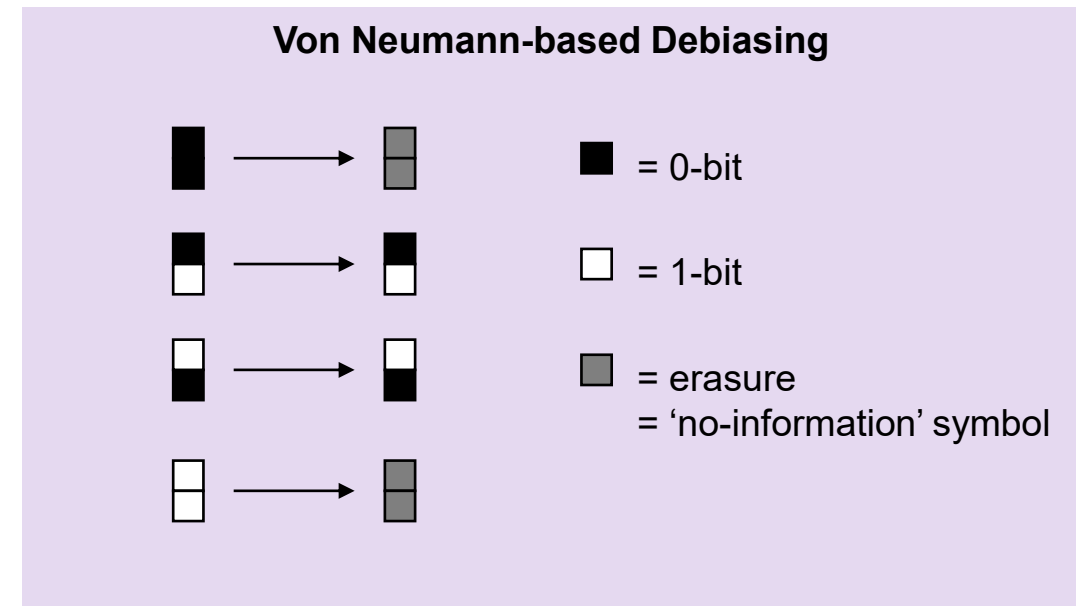 Von Neumann-based Debiasing
= 0-bit
= 1-bit
= erasure
= ‘no-information’ symbol